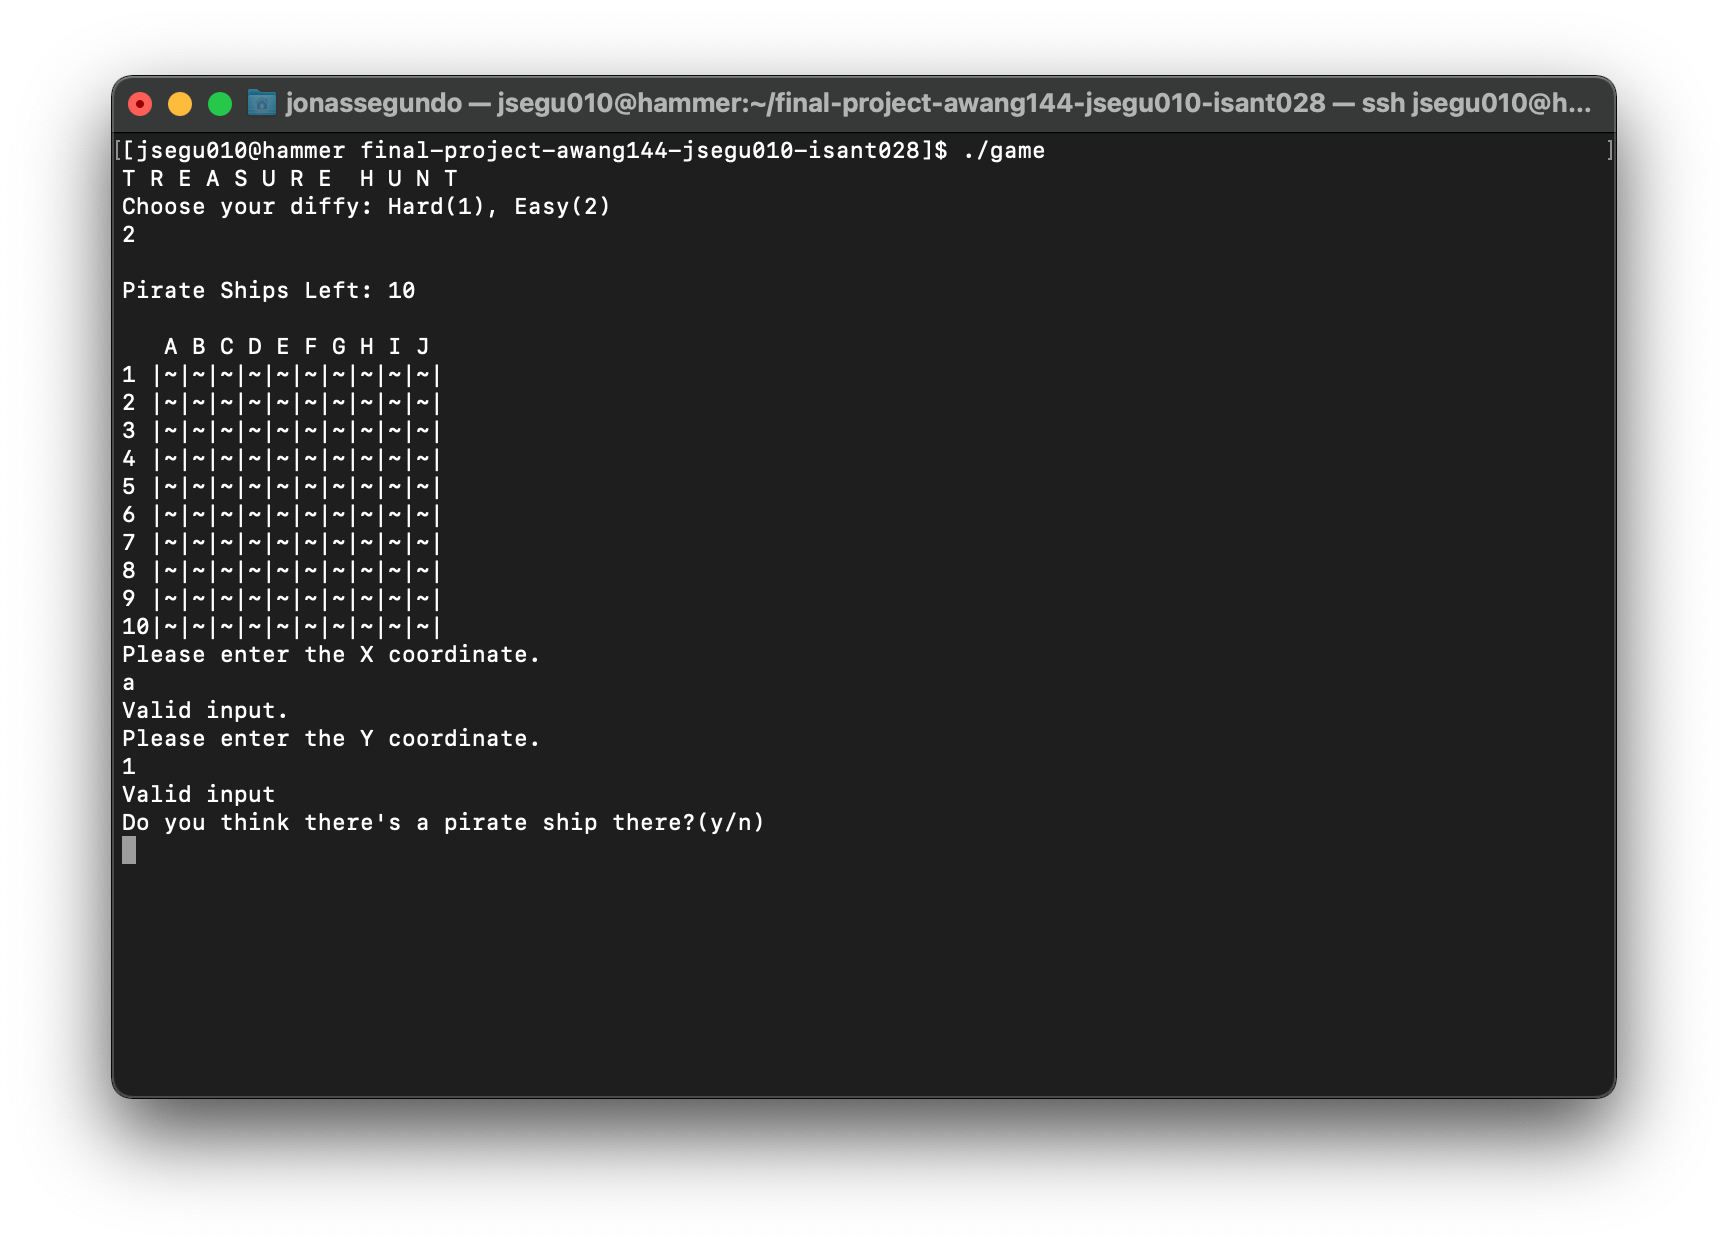 jonassegundo — jsegu010@hammer:~/final-project-awang144-jsegu010-isant028 — ssh jsegu010@h...
[[jsegu010@hammer final-project-awang144-jsegu010-isant028]$ ./game ]
T R E A S U R E  H U N T
Choose your diffy: Hard(1), Easy(2)
2
Pirate Ships Left: 10
   A B C D E F G H I J
1 |~|~|~|~|~|~|~|~|~|~|
2 |~|~|~|~|~|~|~|~|~|~|
3 |~|~|~|~|~|~|~|~|~|~|
4 |~|~|~|~|~|~|~|~|~|~|
5 |~|~|~|~|~|~|~|~|~|~|
6 |~|~|~|~|~|~|~|~|~|~|
7 |~|~|~|~|~|~|~|~|~|~|
8 |~|~|~|~|~|~|~|~|~|~|
9 |~|~|~|~|~|~|~|~|~|~|
10|~|~|~|~|~|~|~|~|~|~|
Please enter the X coordinate.
a
Valid input.
Please enter the Y coordinate.
1
Valid input
Do you think there's a pirate ship there?(y/n)